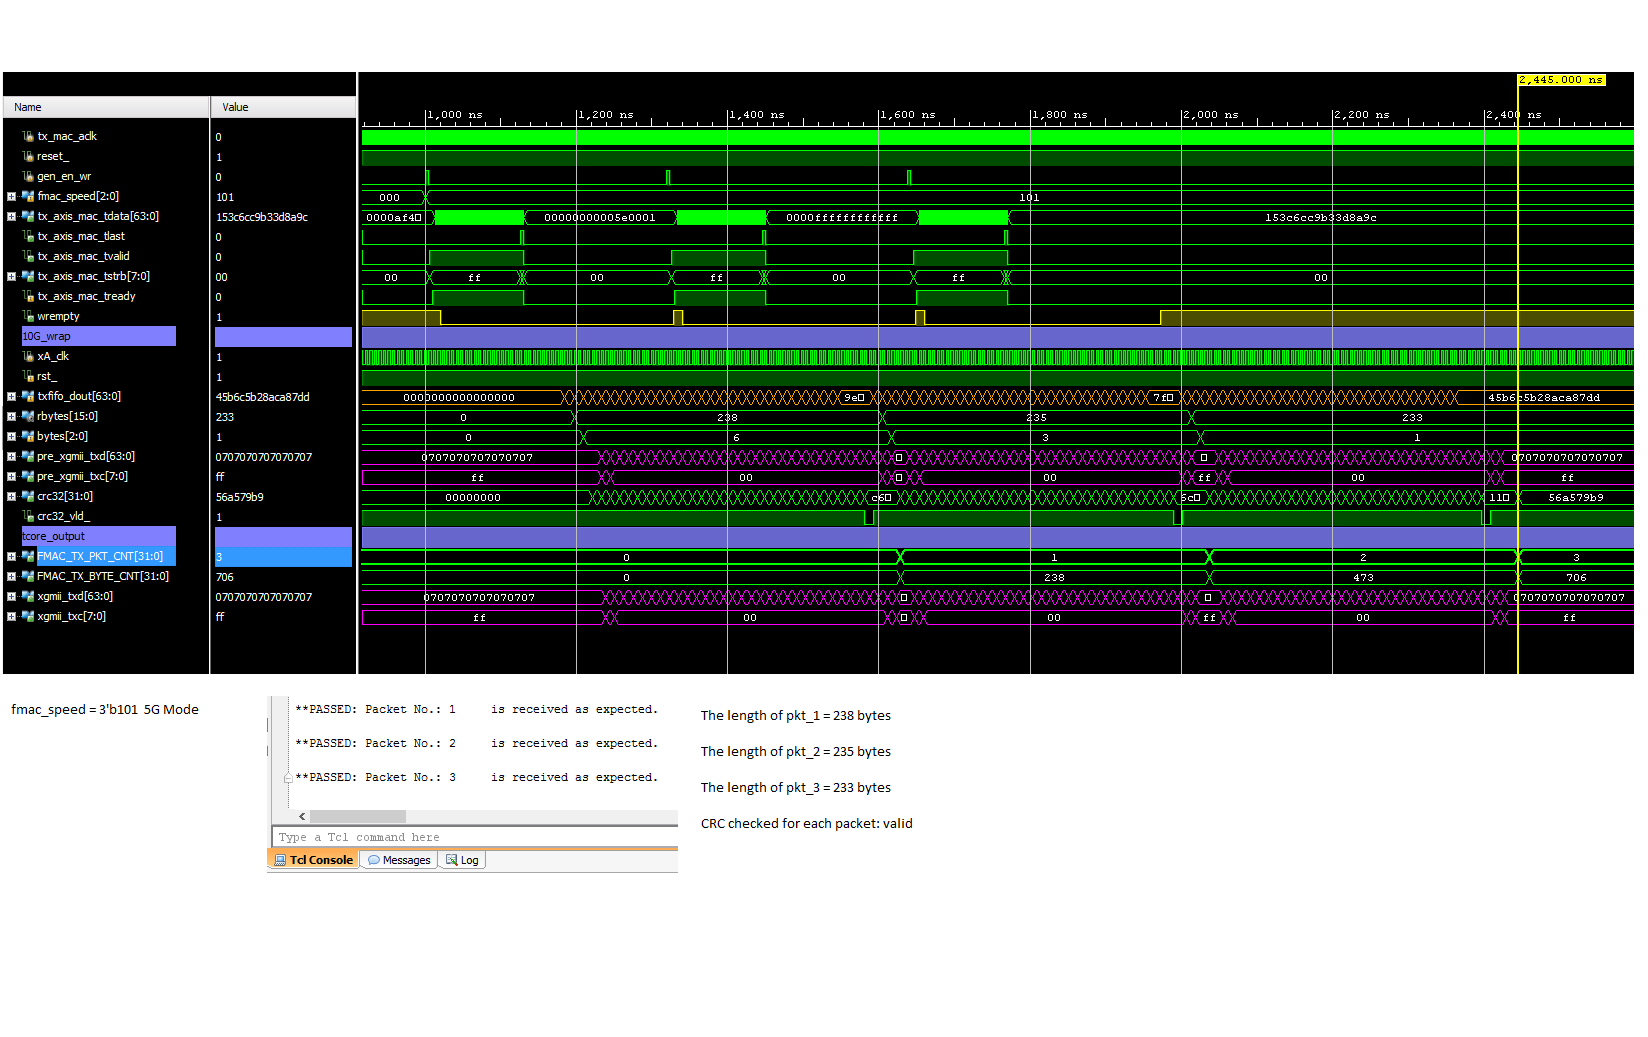 2,445.000 ns
Name Value
1,000 ns 1,200 ns 1,400 ns 1,600 ns 1,800 ns 2,000 ns 2,200 ns 2,400 ns
tx_mac_aclk 0
reset_ 1
gen_en_wr 0
fmac_speed[2:0] 101 000 101
tx_axis_mac_tdata[63:0] 153c6cc9b33d8a9c 0000af4 00000000005e0001 0000ffffffffffff 153c6cc9b33d8a9c
tx_axis_mac_tlast 0
tx_axis_mac_tvalid 0
tx_axis_mac_tstrb[7:0] 00 00 ff 00 ff 00 ff 00
tx_axis_mac_tready 0
wrempty 1
10G_wrap
xA_clk 1
rst_ 1
txfifo_dout[63:0] 45b6c5b28aca87dd 0000000000000000 9e 7f 45b6c5b28aca87dd
rbytes[15:0] 233 0 238 235 233
bytes[2:0] 1 0 6 3 1
pre_xgmii_txd[63:0] 0707070707070707 0707070707070707 0707070707070707
pre_xgmii_txc[7:0] ff ff 00 00 ff 00 ff
crc32[31:0] 56a579b9 00000000 c6 6c 11 56a579b9
crc32_vld_ 1
tcore_output
FMAC_TX_PKT_CNT[31:0] 3 0 1 2 3
FMAC_TX_BYTE_CNT[31:0] 706 0 238 473 706
xgmii_txd[63:0] 0707070707070707 0707070707070707 0707070707070707
xgmii_txc[7:0] ff ff 00 00 ff 00 ff
fmac_speed = 3'b101 5G Mode
**PASSED: Packet No.: 1 is received as expected.
**PASSED: Packet No.: 2 is received as expected.
**PASSED: Packet No.: 3 is received as expected.
Type a Tcl command here
Tcl Console Messages Log
The length of pkt_1 = 238 bytes
The length of pkt_2 = 235 bytes
The length of pkt_3 = 233 bytes
CRC checked for each packet: valid